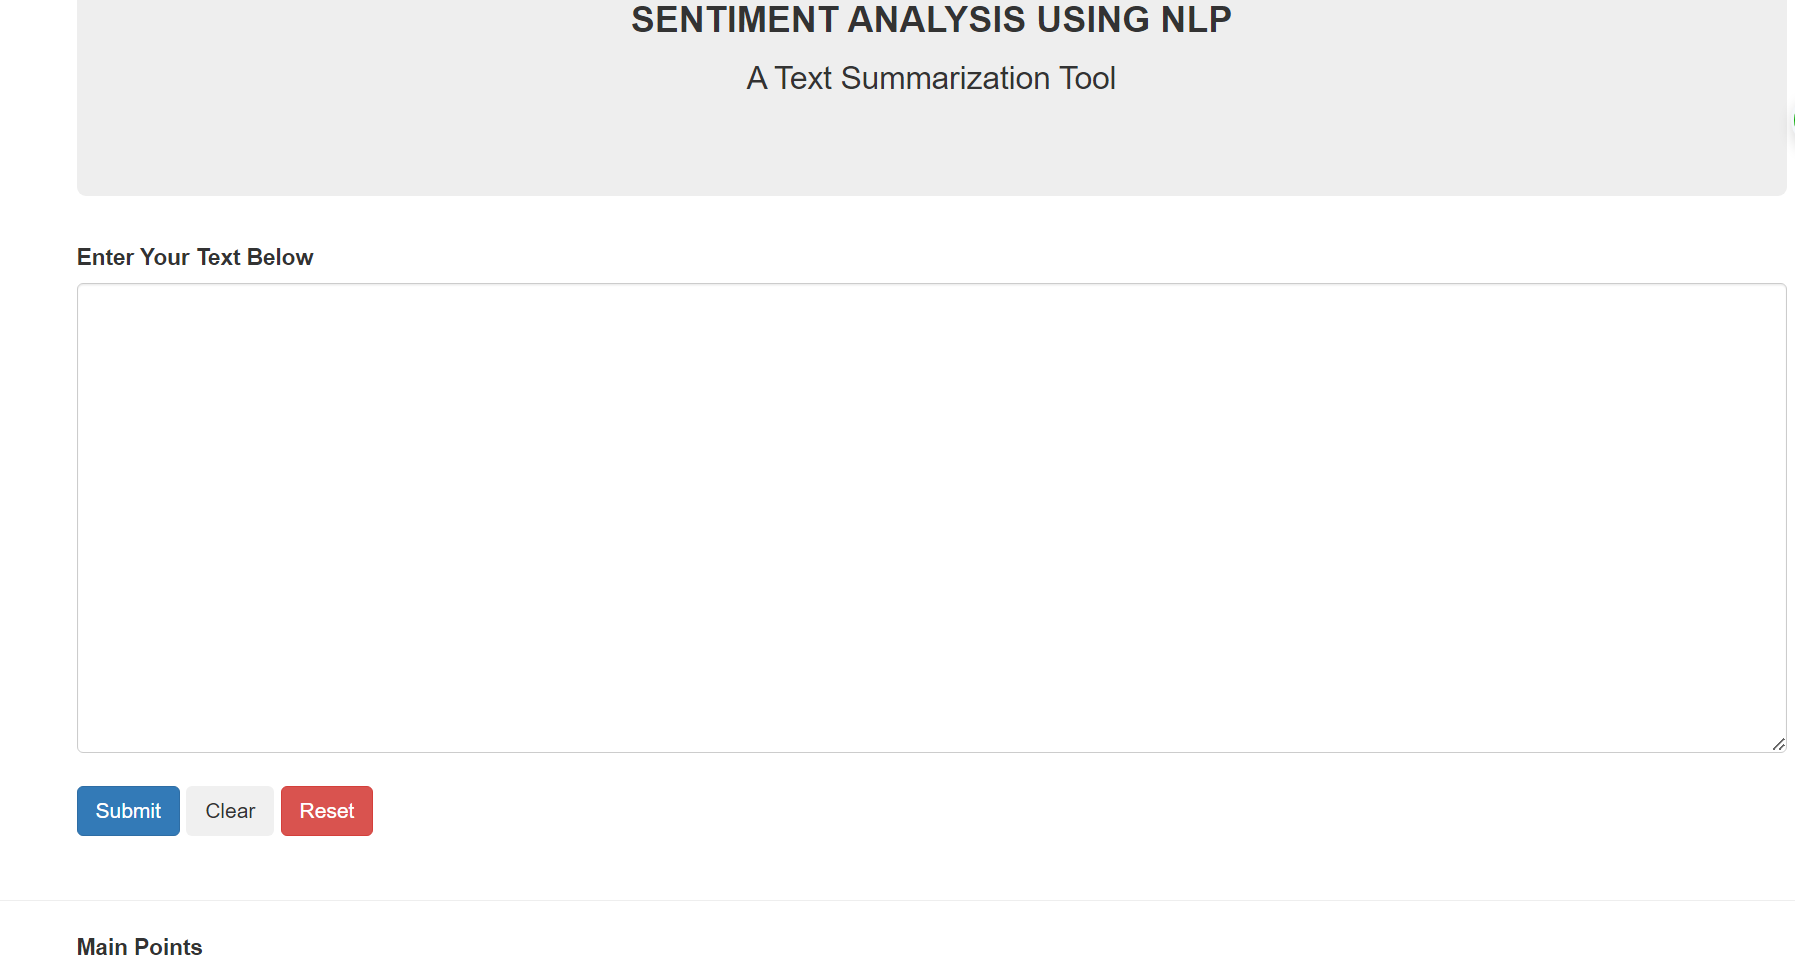 SENTIMENT ANALYSIS USING NLP
A Text Summarization Tool
Enter Your Text Below
Submit Clear Reset
Main Points